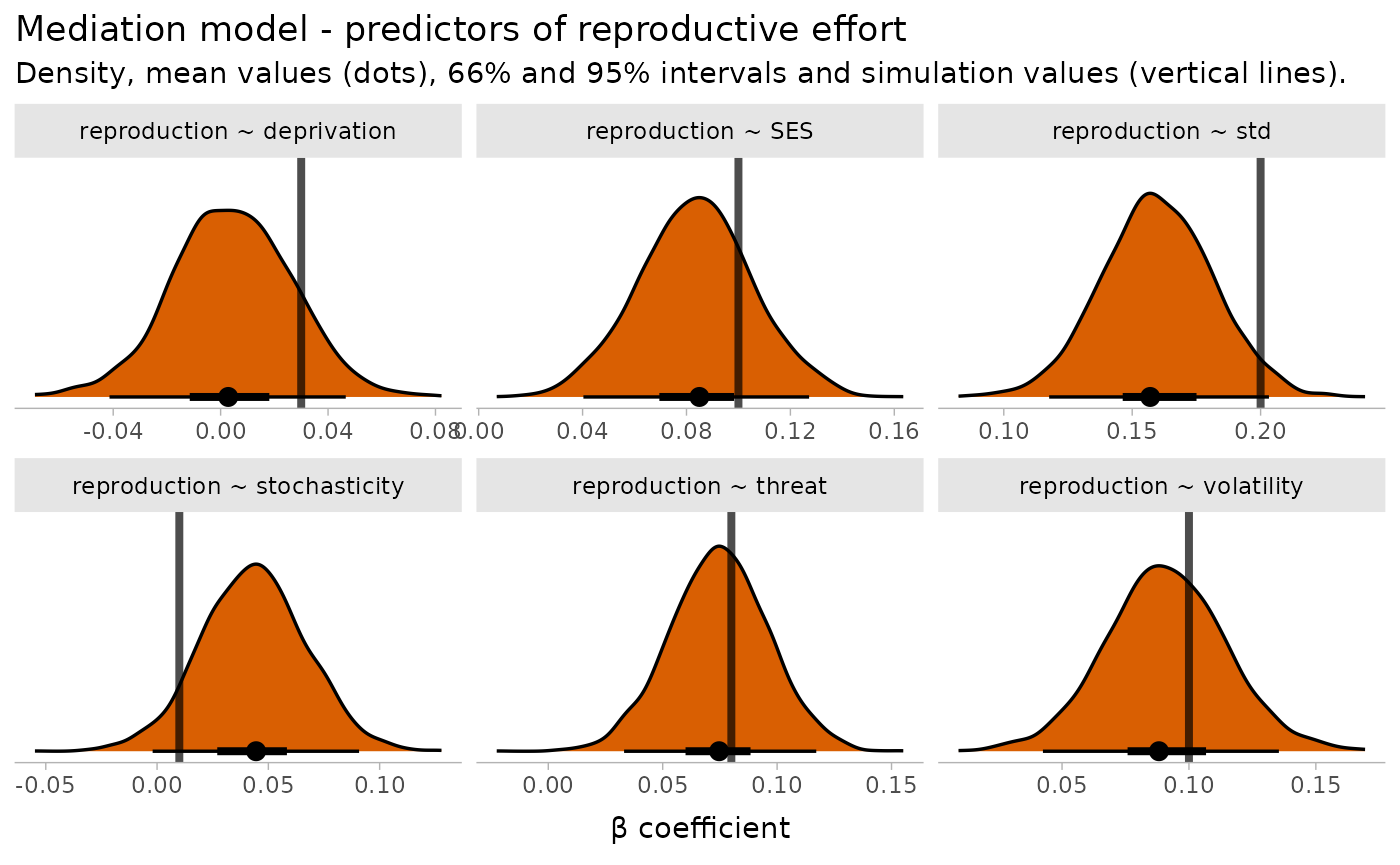 Mediation model - predictors of reproductive effort
Density, mean values (dots), 66% and 95% intervals and simulation values (vertical lines).
reproduction ~ deprivation
reproduction ~ SES
reproduction ~ std
-0.04 0.00 0.04 0.08
0.00 0.04 0.08 0.12 0.16
0.10 0.15 0.20
reproduction ~ stochasticity
reproduction ~ threat
reproduction ~ volatility
-0.05 0.00 0.05 0.10
0.00 0.05 0.10 0.15
0.05 0.10 0.15
β coefficient